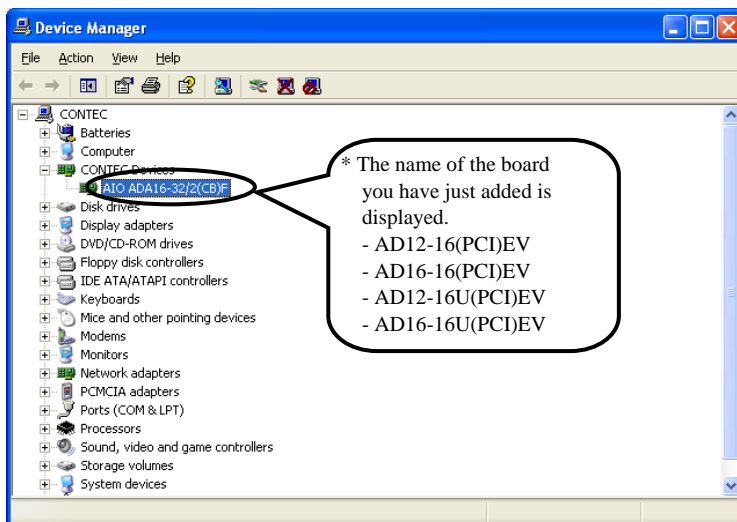 Device Manager
File Action View Help
CONTEC
Batteries
Computer
CONTEC Devices
AIO ADA16-32/2(CB)F
Disk drives
Display adapters
DVD/CD-ROM drives
Floppy disk controllers
IDE ATA/ATAPI controllers
Keyboards
Mice and other pointing devices
Modems
Monitors
Network adapters
PCMCIA adapters
Ports (COM & LPT)
Processors
Sound, video and game controllers
Storage volumes
System devices
* The name of the board
you have just added is
displayed.
- AD12-16(PCI)EV
- AD16-16(PCI)EV
- AD12-16U(PCI)EV
- AD16-16U(PCI)EV